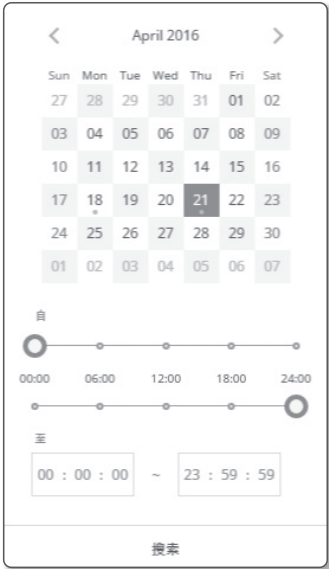 April 2016
Sun Mon Tue Wed Thu Fri Sat
27 28 29 30 31 01 02
03 04 05 06 07 08 09
10 11 12 13 14 15 16
17 18 19 20 21 22 23
24 25 26 27 28 29 30
01 02 03 04 05 06 07
自
00:00 06:00 12:00 18:00 24:00
至
00 : 00 : 00 ~ 23 : 59 : 59
搜索